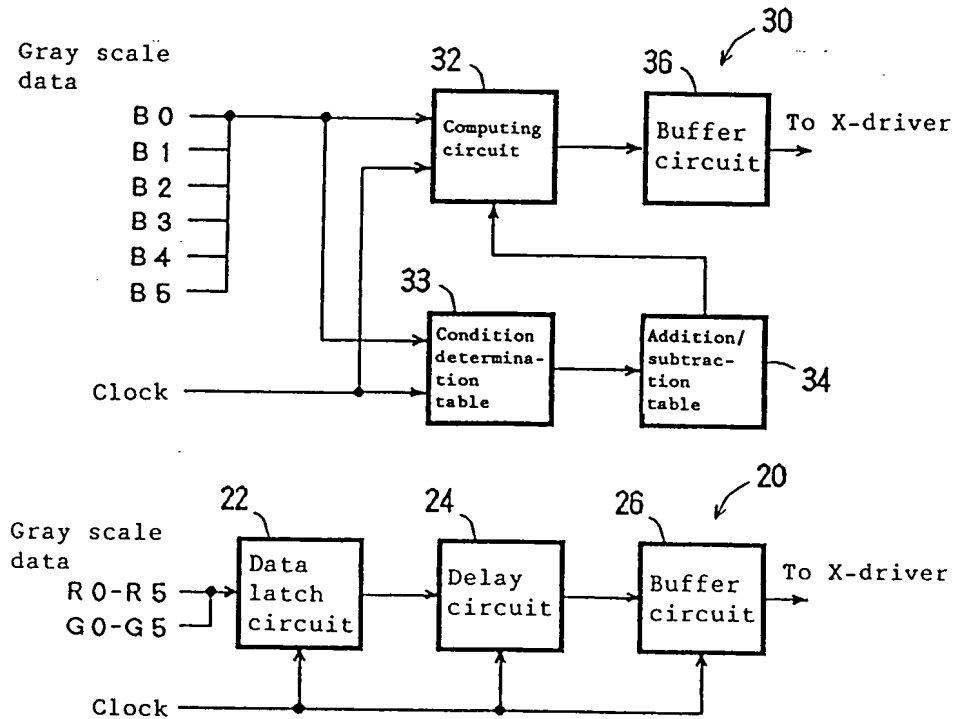 30
Gray scale
data
32
36
B0
B1
B2
B3
B4
B5
Computing
circuit
Buffer
circuit
To X-driver
33
Condition
determina-
tion
table
Addition/
subtrac-
tion
table
34
Clock
20
Gray scale
data
22
24
26
R0-R5
G0-G5
Data
latch
circuit
Delay
circuit
Buffer
circuit
To X-driver
Clock